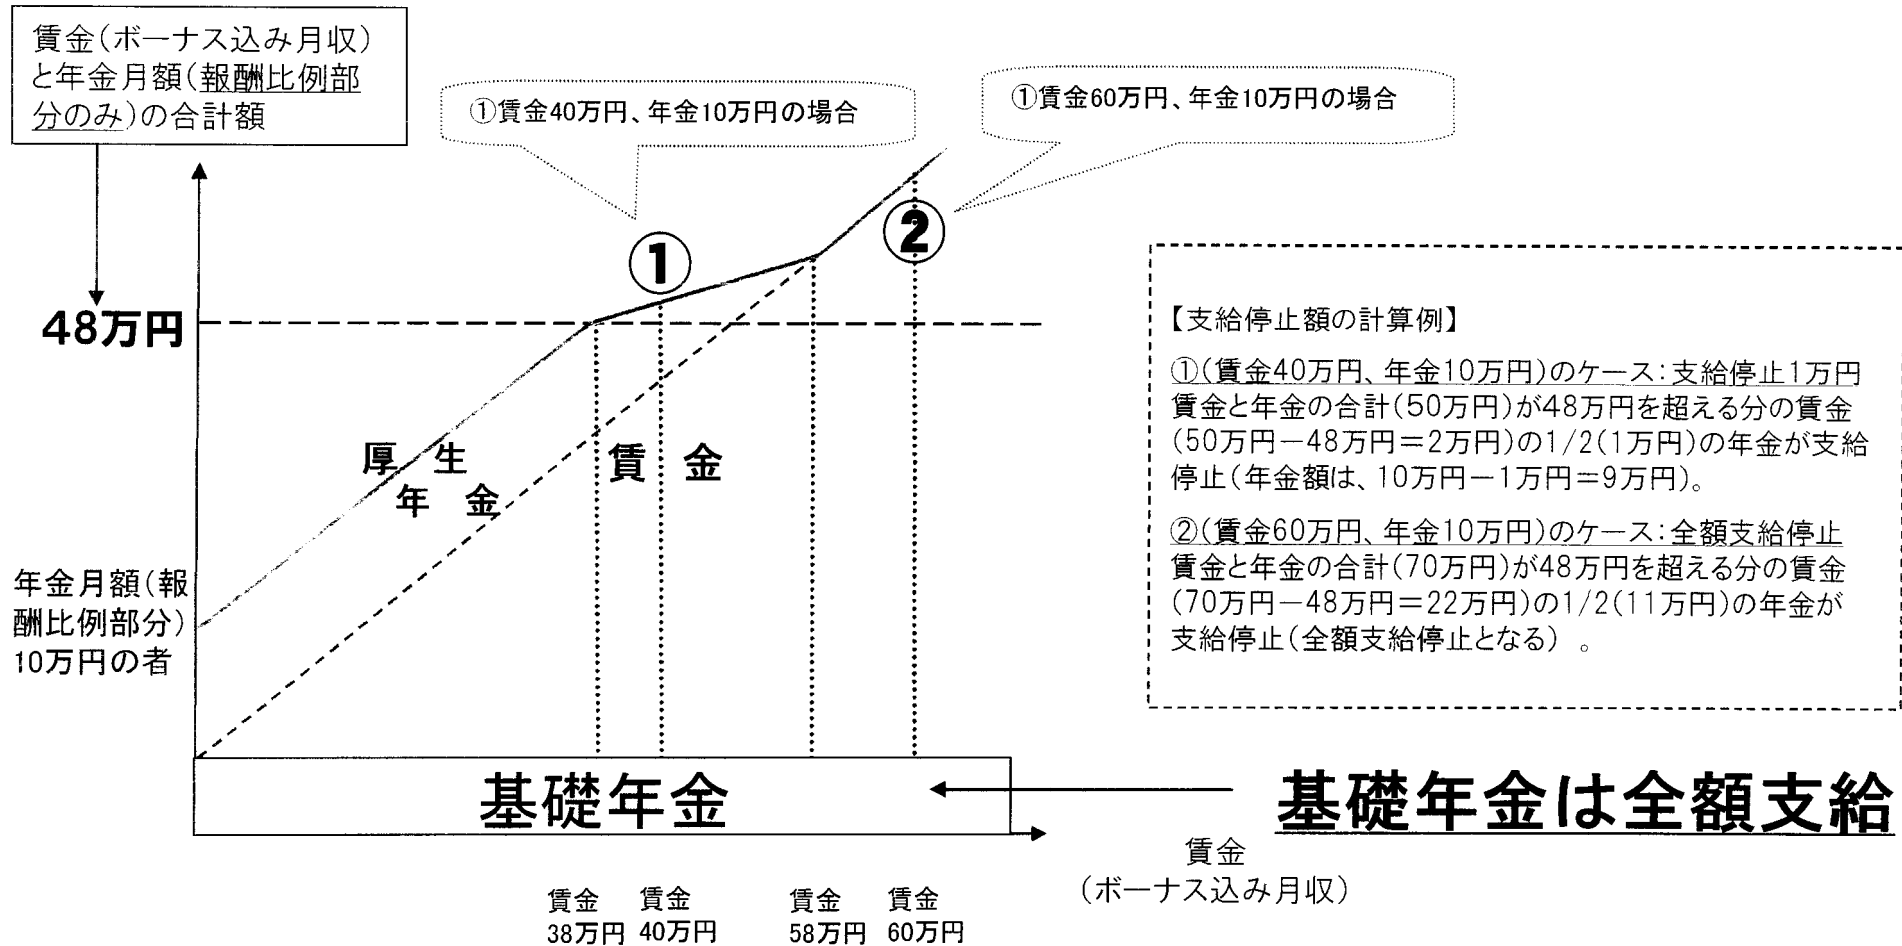 賃金(ボーナス込み月収)
と年金月額(報酬比例部
分のみ)の合計額
①賃金40万円、年金10万円の場合
①賃金60万円、年金10万円の場合
①
②
48万円
厚 生
年 金
賃 金
年金月額(報
酬比例部分)
10万円の者
【支給停止額の計算例】
①(賃金40万円、年金10万円)のケース:支給停止1万円
賃金と年金の合計(50万円)が48万円を超える分の賃金
(50万円-48万円=2万円)の1/2(1万円)の年金が支給
停止(年金額は、10万円-1万円=9万円)。
②(賃金60万円、年金10万円)のケース:全額支給停止
賃金と年金の合計(70万円)が48万円を超える分の賃金
(70万円-48万円=22万円)の1/2(11万円)の年金が
支給停止(全額支給停止となる) 。
基礎年金
基礎年金は全額支給
賃金
(ボーナス込み月収)
賃金
38万円
賃金
40万円
賃金
58万円
賃金
60万円